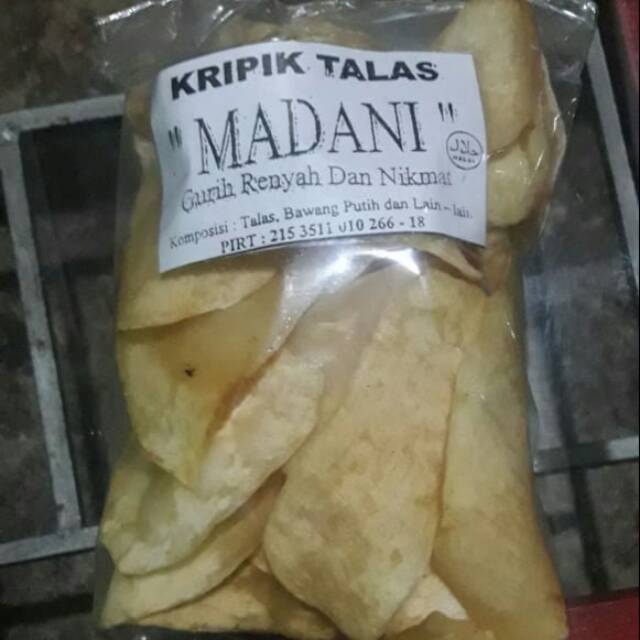 KRIPIK TALAS
" MADANI "
Gurih Renyah Dan Nikmat
Komposisi : Talas, Bawang Putih dan Lain - lain.
PIRT : 215 3511 010 266 - 18
HALAL